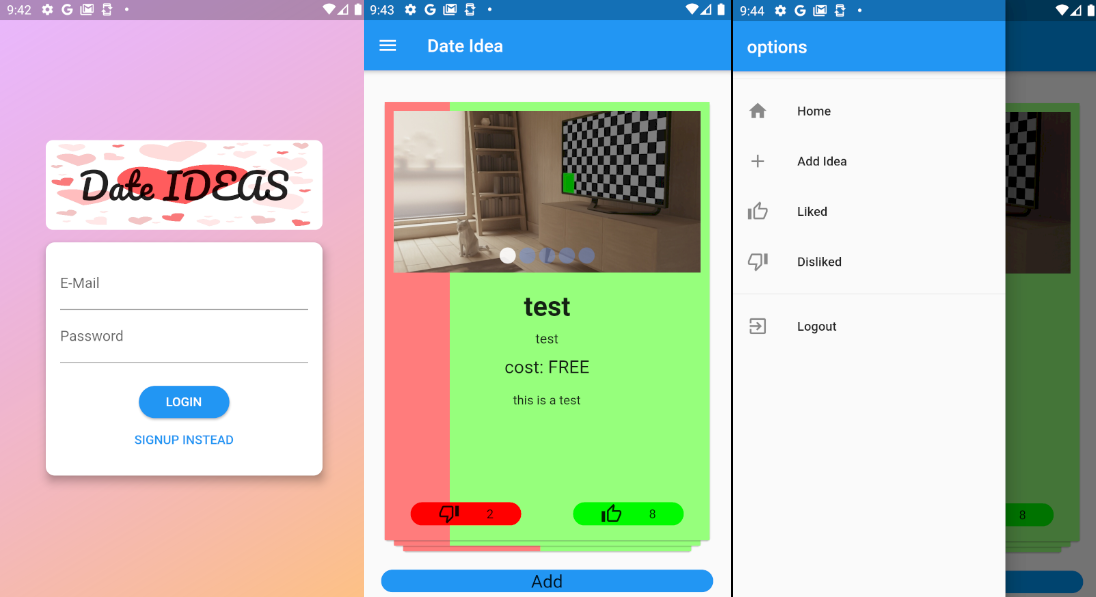 9:42
Date IDEAS
E-Mail
Password
LOGIN
SIGNUP INSTEAD
9:43
Date Idea
test
test
cost: FREE
this is a test
2
8
Add
9:44
options
Home
Add Idea
Liked
Disliked
Logout
8